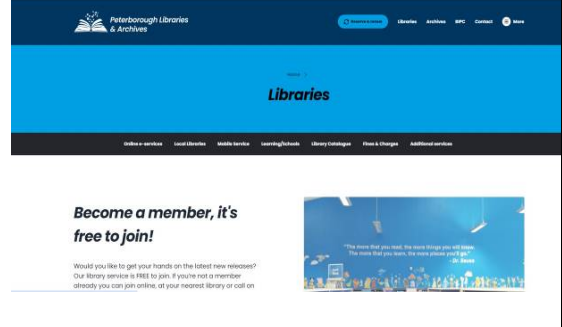 Peterborough Libraries
& Archives
Libraries
Archives
BIPC
Contact
More
Home
Libraries
Online e-services
Local Libraries
Mobile Service
Learning/Schools
Library Catalogue
Fines & Charges
Additional services
Become a member, it's
free to join!
Would you like to get your hands on the latest new releases?
Our library service is FREE to join. If you're not a member
already you can join online, at your nearest library or call on
"The more that you read, the more things you will know.
The more that you learn, the more places you'll go."
- Dr. Seuss